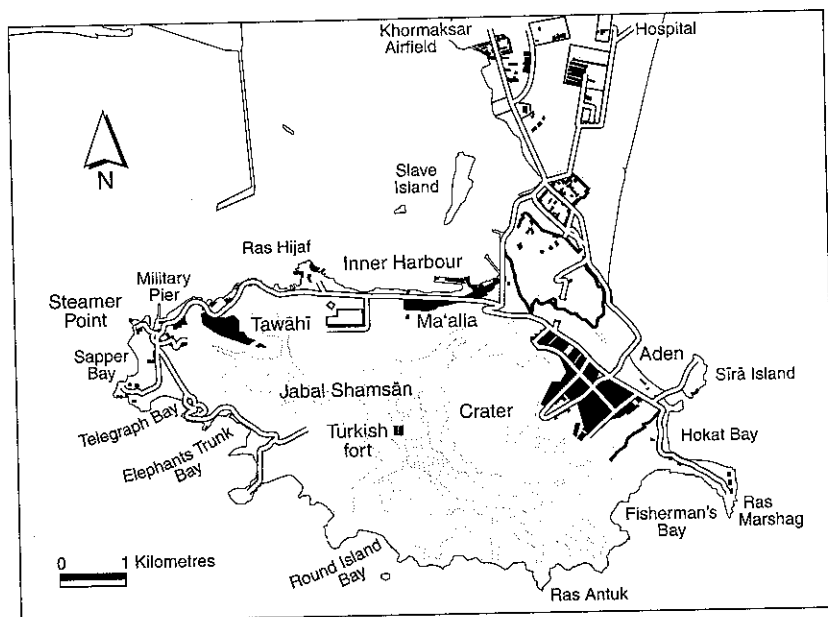 Khormaksar
Airfield
Hospital
N
Slave
Island
Ras Hijaf
Inner Harbour
Military
Pier
Steamer
Point
Tawāhī
Ma'alla
Sapper
Bay
Aden
Sīrā Island
Jabal Shamsān
Crater
Telegraph Bay
Turkish
fort
Hokat Bay
Elephants Trunk
Bay
Fisherman's
Bay
Ras
Marshag
0 1 Kilometres
Round Island
Bay
Ras Antuk